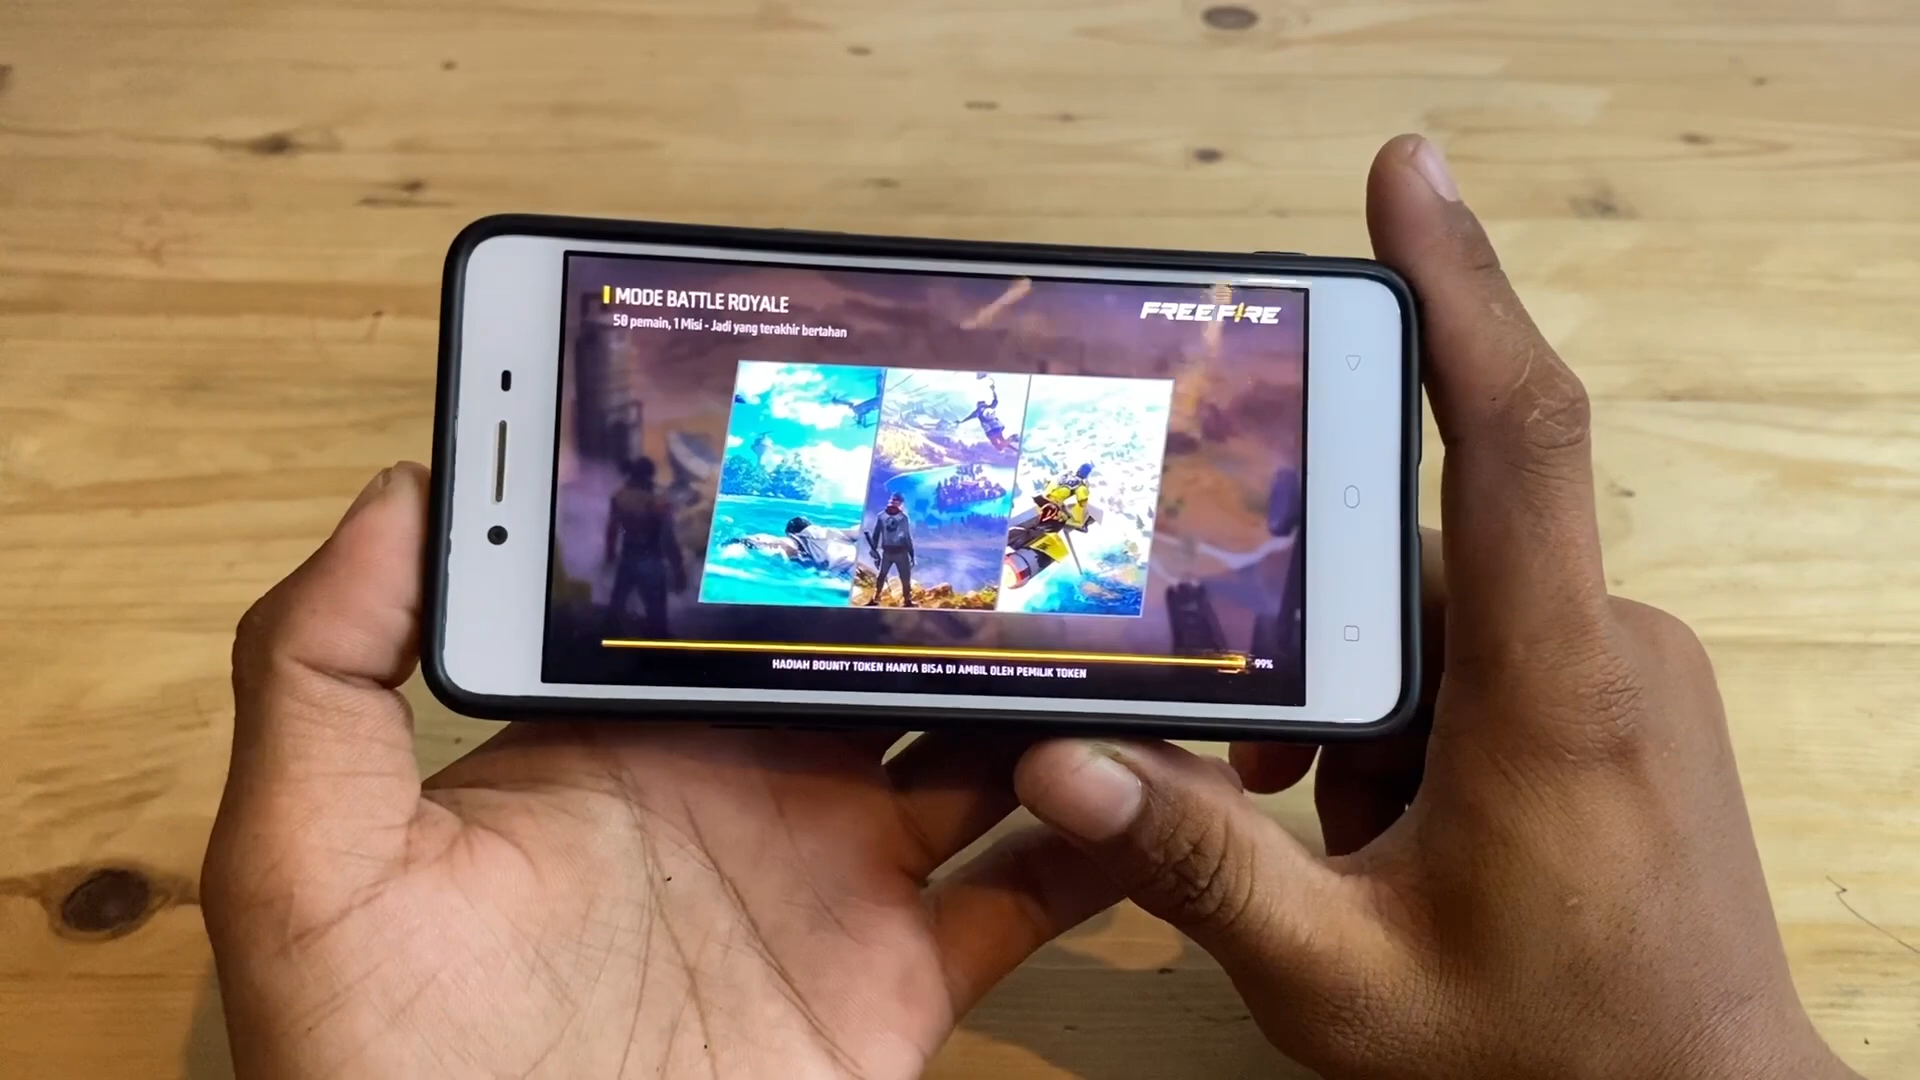 MODE BATTLE ROYALE
FREE FIRE
50 pemain, 1 Misi - Jadi yang terakhir bertahan
99%
HADIAH BOUNTY TOKEN HANYA BISA DI AMBIL OLEH PEMILIK TOKEN